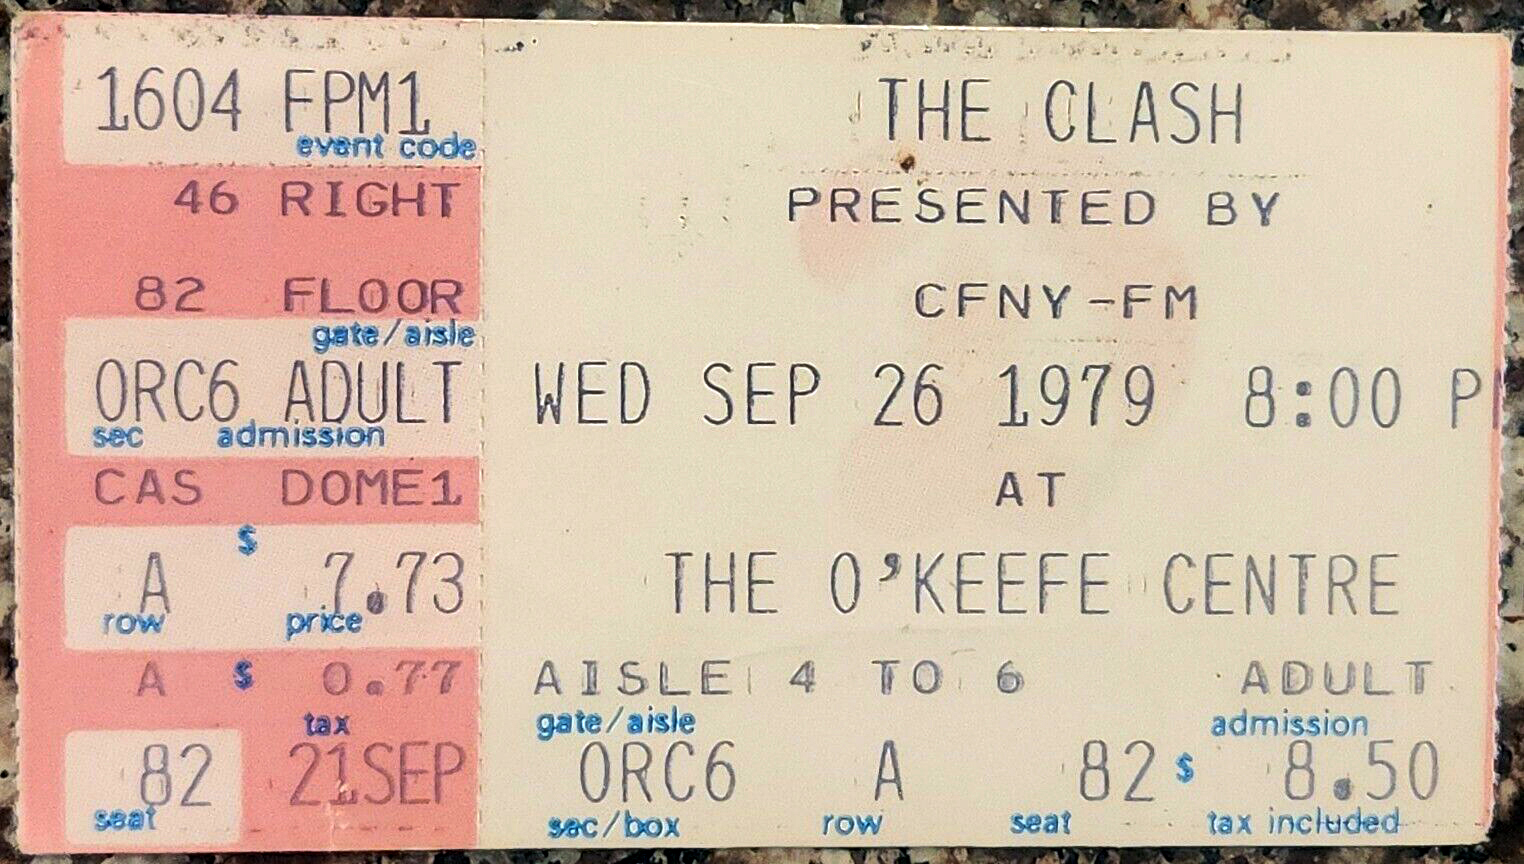 1604 FPM1
event code
46 RIGHT
82 FLOOR
gate/aisle
ORC6 ADULT
sec admission
CAS DOME1
$
A 7.73
row price
A $ 0.77
tax
82 21SEP
seat
THE CLASH
PRESENTED BY
CFNY-FM
WED SEP 26 1979 8:00 P
AT
THE O'KEEFE CENTRE
AISLE 4 TO 6 ADULT
gate/aisle admission
ORC6 A 82 $ 8.50
sec/box row seat tax included